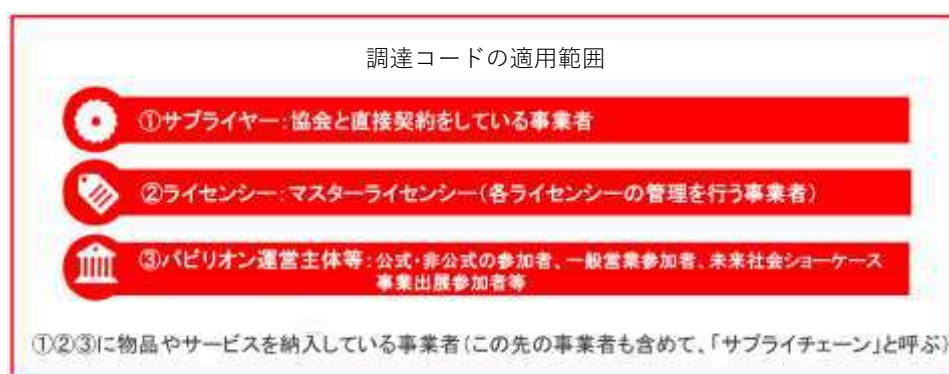 調達コードの適用範囲
①サプライヤー：協会と直接契約をしている事業者
②ライセンシー：マスターライセンシー（各ライセンシーの管理を行う事業者）
③パビリオン運営主体等：公式・非公式の参加者、一般営業参加者、未来社会ショーケース
事業出展参加者等
①②③に物品やサービスを納入している事業者（この先の事業者も含めて、「サプライチェーン」と呼ぶ）